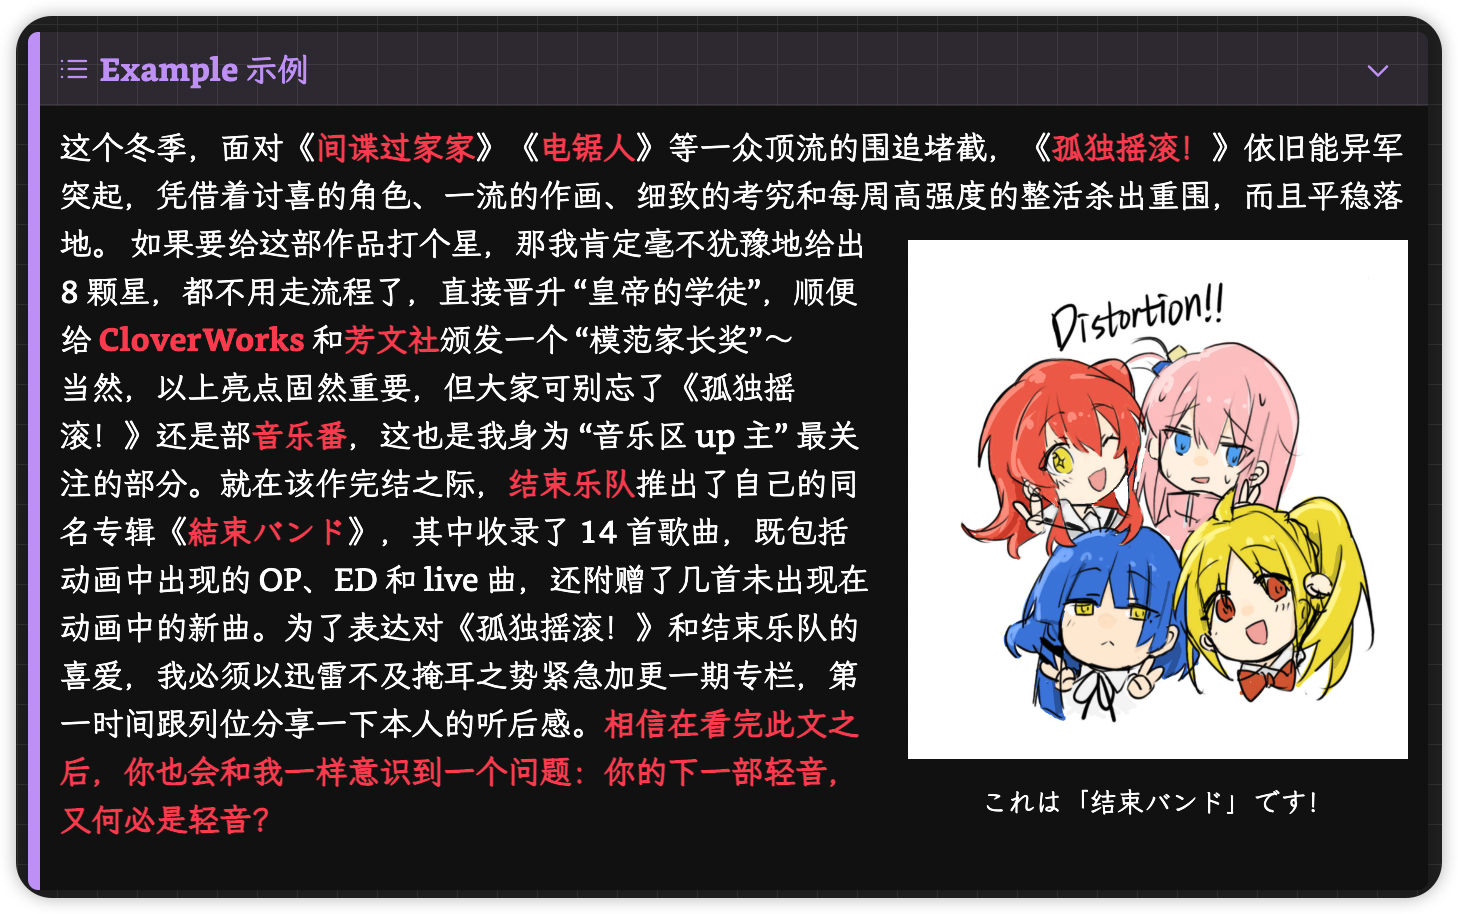 Example 示例
这个冬季，面对《间谍过家家》《电锯人》等一众顶流的围追堵截，《孤独摇滚！》依旧能异军
突起，凭借着讨喜的角色、一流的作画、细致的考究和每周高强度的整活杀出重围，而且平稳落
地。 如果要给这部作品打个星，那我肯定毫不犹豫地给出
8 颗星，都不用走流程了，直接晋升 “皇帝的学徒”，顺便
给 CloverWorks 和芳文社颁发一个 “模范家长奖”～
当然，以上亮点固然重要，但大家可别忘了《孤独摇
滚！》还是部音乐番，这也是我身为 “音乐区 up 主” 最关
注的部分。就在该作完结之际，结束乐队推出了自己的同
名专辑《結束バンド》，其中收录了 14 首歌曲，既包括
动画中出现的 OP、ED 和 live 曲，还附赠了几首未出现在
动画中的新曲。为了表达对《孤独摇滚！》和结束乐队的
喜爱，我必须以迅雷不及掩耳之势紧急加更一期专栏，第
一时间跟列位分享一下本人的听后感。相信在看完此文之
后，你也会和我一样意识到一个问题：你的下一部轻音，
又何必是轻音？
Distortion!!
これは「结束バンド」です！